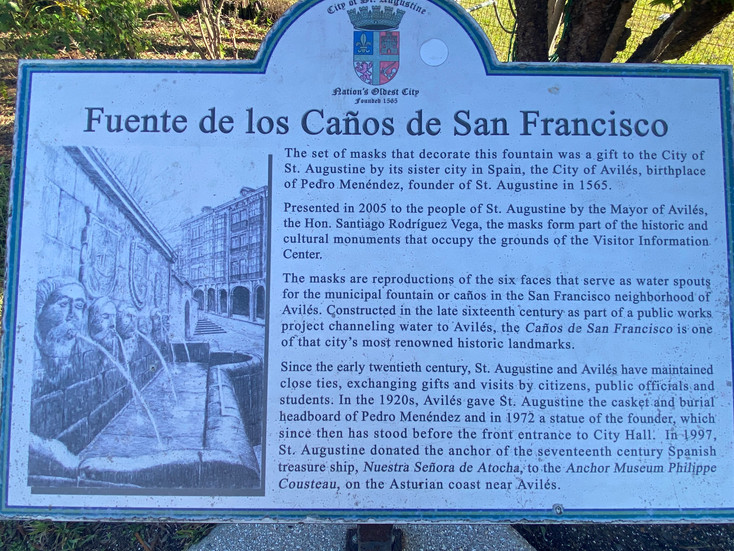 City of St. Augustine
Nation's Oldest City
Founded 1565
Fuente de los Caños de San Francisco
The set of masks that decorate this fountain was a gift to the City of
St. Augustine by its sister city in Spain, the City of Avilés, birthplace
of Pedro Menéndez, founder of St. Augustine in 1565.
Presented in 2005 to the people of St. Augustine by the Mayor of Avilés,
the Hon. Santiago Rodríguez Vega, the masks form part of the historic and
cultural monuments that occupy the grounds of the Visitor Information
Center.
The masks are reproductions of the six faces that serve as water spouts
for the municipal fountain or caños in the San Francisco neighborhood of
Avilés. Constructed in the late sixteenth century as part of a public works
project channeling water to Avilés, the Caños de San Francisco is one
of that city's most renowned historic landmarks.
Since the early twentieth century, St. Augustine and Avilés have maintained
close ties, exchanging gifts and visits by citizens, public officials and
students. In the 1920s, Avilés gave St. Augustine the casket and burial
headboard of Pedro Menéndez and in 1972 a statue of the founder, which
since then has stood before the front entrance to City Hall. In 1997,
St. Augustine donated the anchor of the seventeenth century Spanish
treasure ship, Nuestra Señora de Atocha, to the Anchor Museum Philippe
Cousteau, on the Asturian coast near Avilés.